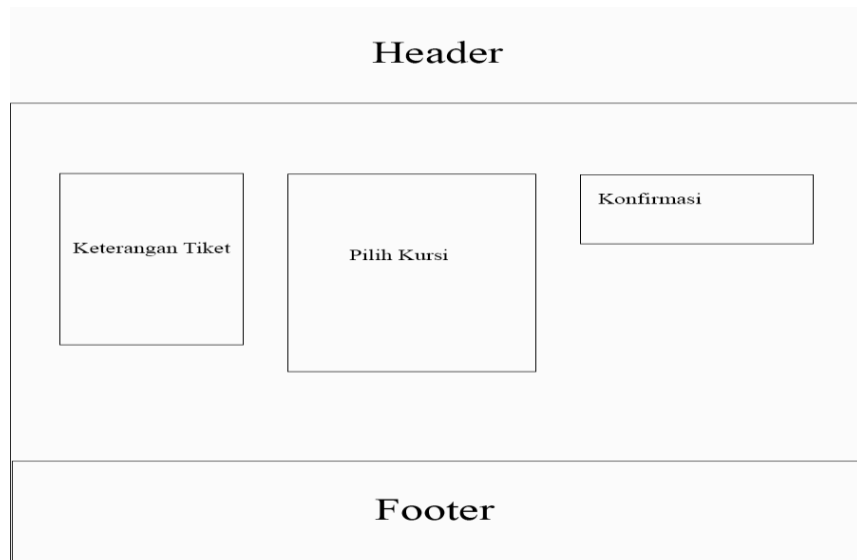 Header
Keterangan Tiket
Pilih Kursi
Konfirmasi
Footer